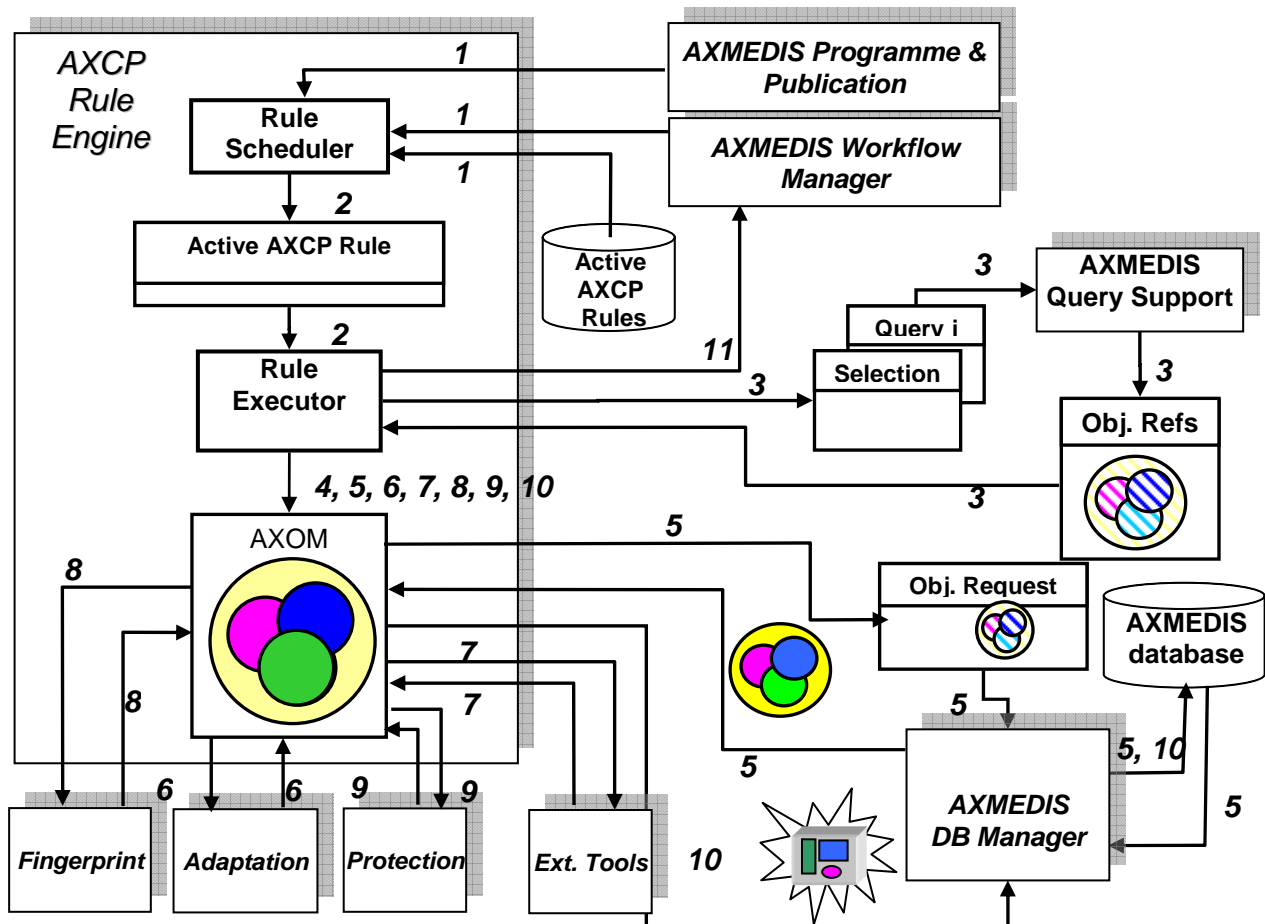 AXCP
Rule
Engine
1
AXMEDIS Programme &
Publication
Rule
Scheduler
1
1
AXMEDIS Workflow
Manager
2
Active AXCP Rule
Active
AXCP
Rules
3
AXMEDIS
Query Support
2
Rule
Executor
11
3
Query i
Selection
3
Obj. Refs
3
4, 5, 6, 7, 8, 9, 10
AXOM
5
8
8
7
7
Obj. Request
AXMEDIS
database
5
5
5, 10
5
6
6
9
9
10
Fingerprint
Adaptation
Protection
Ext. Tools
AXMEDIS
DB Manager